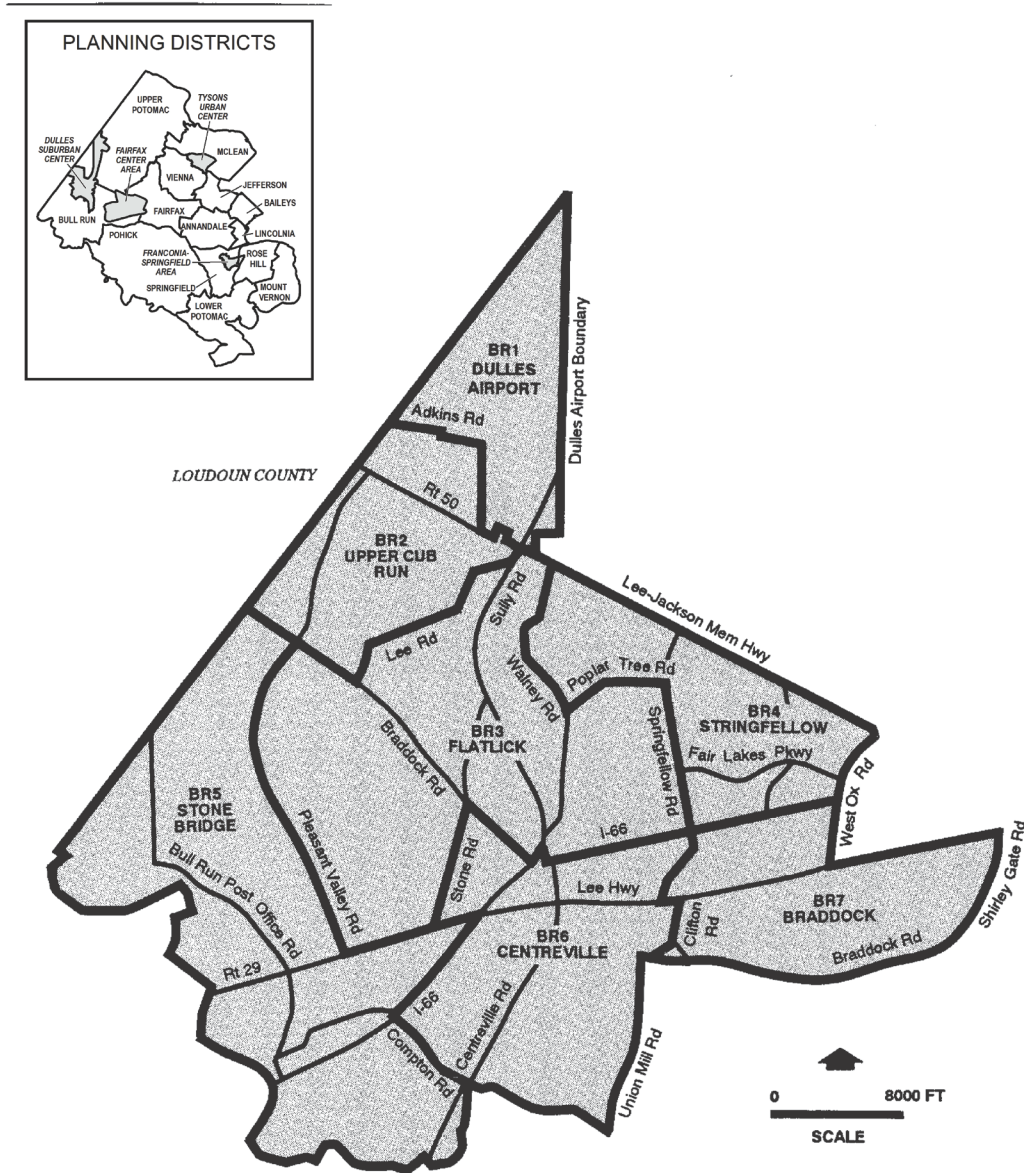 PLANNING DISTRICTS
UPPER
POTOMAC
TYSONS
URBAN
CENTER
DULLES
SUBURBAN
CENTER
FAIRFAX
CENTER
AREA
MCLEAN
VIENNA
JEFFERSON
BAILEYS
BULL RUN
FAIRFAX
ANNANDALE
LINCOLNIA
POHICK
FRANCONIA-
SPRINGFIELD
AREA
ROSE
HILL
SPRINGFIELD
MOUNT
VERNON
LOWER
POTOMAC
BR1
DULLES
AIRPORT
Dulles Airport Boundary
Adkins Rd
LOUDOUN COUNTY
Rt 50
BR2
UPPER CUB
RUN
Lee-Jackson Mem Hwy
Sully Rd
Lee Rd
Walney Rd
Poplar Tree Rd
BR4
STRINGFELLOW
Springfellow Rd
Fair Lakes Pkwy
BR3
FLATLICK
Braddock Rd
West Ox Rd
BR5
STONE
BRIDGE
Pleasant Valley Rd
I-66
Stone Rd
Bull Run Post Office Rd
Lee Hwy
Shirley Gate Rd
BR7
BRADDOCK
Clifton
Rd
Braddock Rd
BR6
CENTREVILLE
Rt 29
I-66
Centreville Rd
Compton Rd
Union Mill Rd
0 8000 FT
SCALE